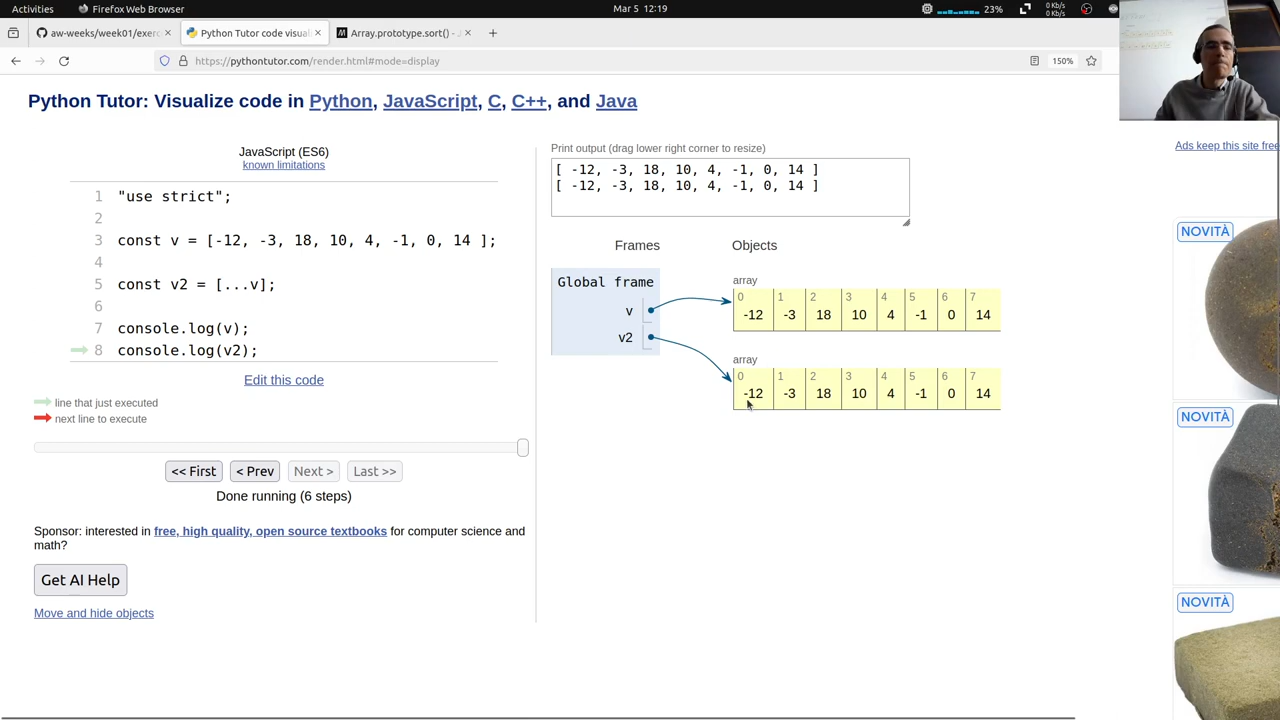 Activities
Firefox Web Browser
Mar 5 12:19
23%
0 Kb/s
0 Kb/s
aw-weeks/week01/exerc
Python Tutor code visual
Array.prototype.sort() -
https://pythontutor.com/render.html#mode=display
150%
Python Tutor: Visualize code in Python, JavaScript, C, C++, and Java
JavaScript (ES6)
known limitations
1 "use strict";
2
3 const v = [-12, -3, 18, 10, 4, -1, 0, 14 ];
4
5 const v2 = [...v];
6
7 console.log(v);
8 console.log(v2);
Edit this code
line that just executed
next line to execute
<< First
< Prev
Next >
Last >>
Done running (6 steps)
Sponsor: interested in free, high quality, open source textbooks for computer science and
math?
Get AI Help
Move and hide objects
Print output (drag lower right corner to resize)
[ -12, -3, 18, 10, 4, -1, 0, 14 ]
[ -12, -3, 18, 10, 4, -1, 0, 14 ]
Frames
Objects
Global frame
v
v2
array
0 1 2 3 4 5 6 7
-12 -3 18 10 4 -1 0 14
array
0 1 2 3 4 5 6 7
-12 -3 18 10 4 -1 0 14
Ads keep this site free
NOVITÀ
NOVITÀ
NOVITÀ